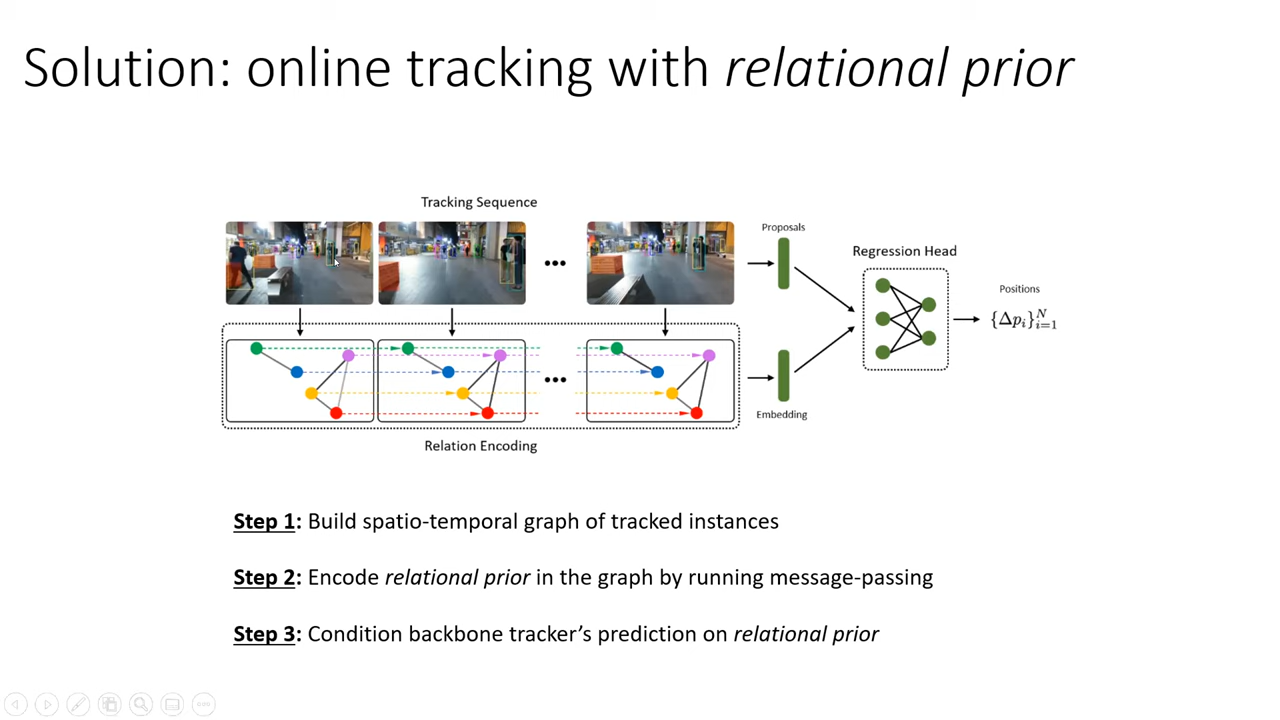 Solution: online tracking with relational prior
Tracking Sequence
Proposals
Regression Head
Positions
{Δpᵢ}ᴺᵢ₌₁
Embedding
Relation Encoding
Step 1: Build spatio-temporal graph of tracked instances
Step 2: Encode relational prior in the graph by running message-passing
Step 3: Condition backbone tracker's prediction on relational prior